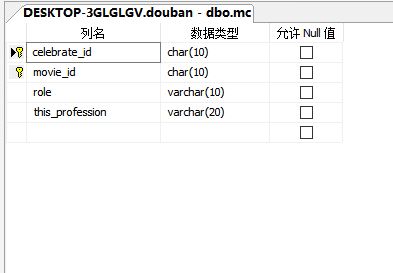 DESKTOP-3GLGLGV.douban - dbo.mc
列名 数据类型 允许 Null 值
celebrate_id char(10)
movie_id char(10)
role varchar(10)
this_profession varchar(20)